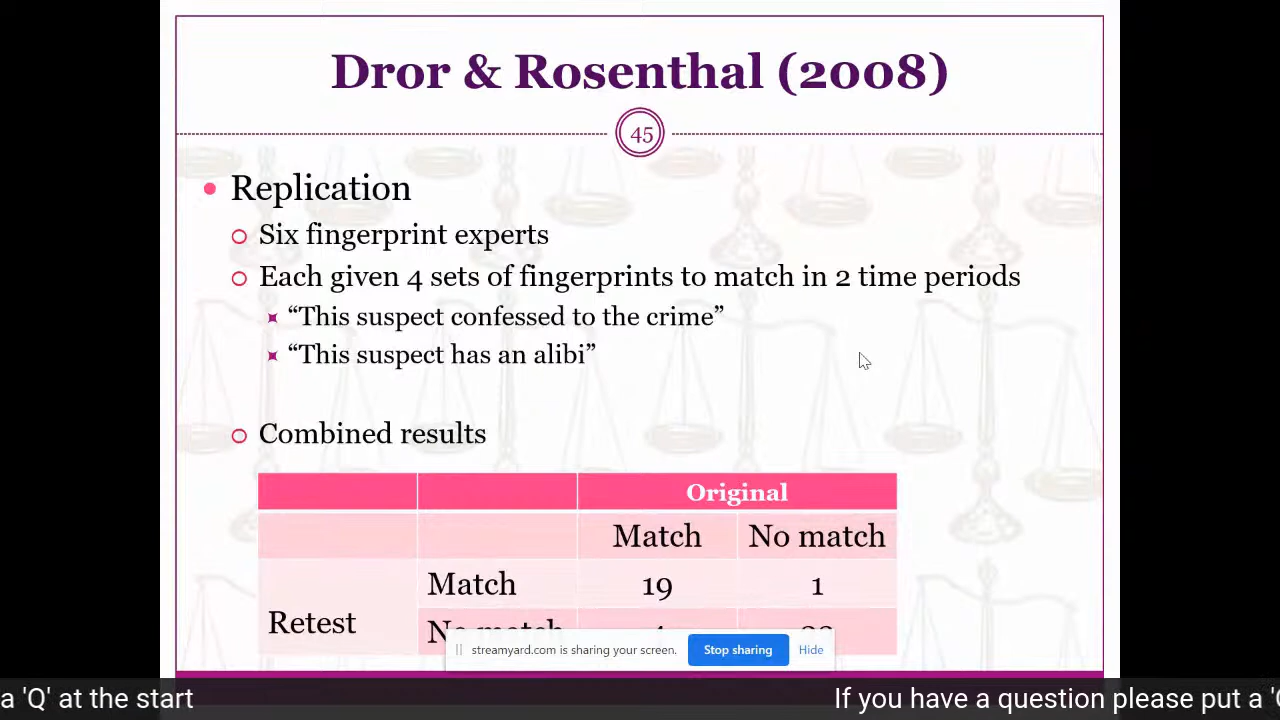 Dror & Rosenthal (2008)
45
Replication
Six fingerprint experts
Each given 4 sets of fingerprints to match in 2 time periods
“This suspect confessed to the crime”
“This suspect has an alibi”
Combined results
Original
Match No match
Match 19 1
Retest
No match
streamyard.com is sharing your screen. Stop sharing Hide
a 'Q' at the start If you have a question please put a